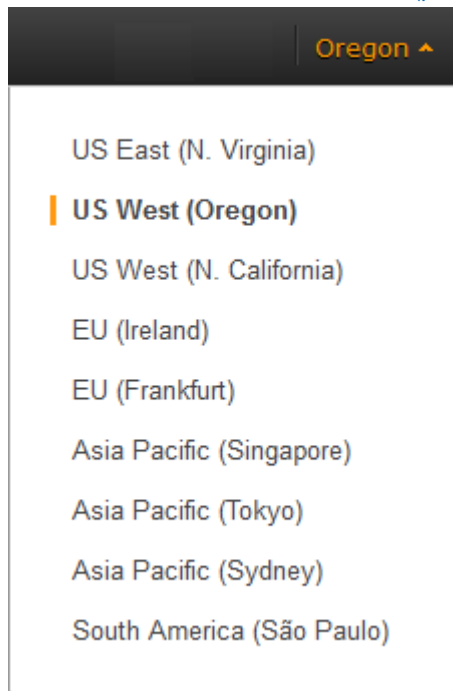 Oregon
US East (N. Virginia)
US West (Oregon)
US West (N. California)
EU (Ireland)
EU (Frankfurt)
Asia Pacific (Singapore)
Asia Pacific (Tokyo)
Asia Pacific (Sydney)
South America (São Paulo)